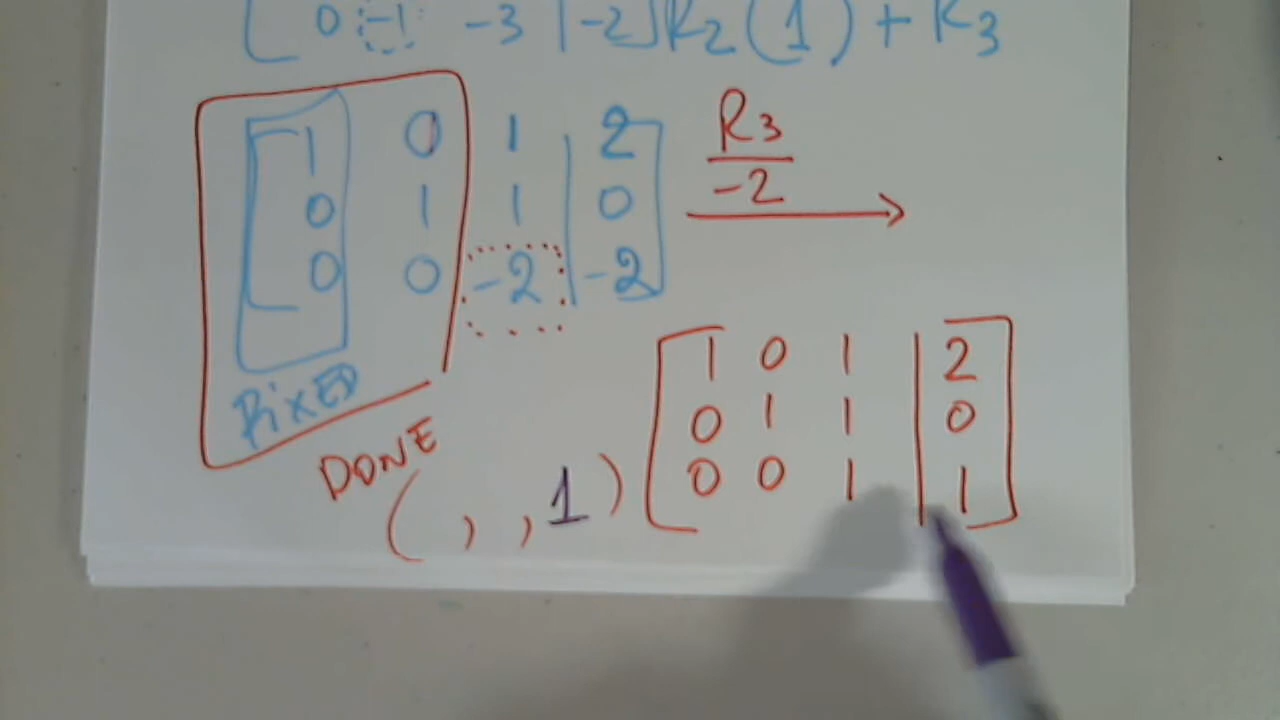 0 -1 -3 | -2] R2(1) + R3
1 0 1 | 2
0 1 1 | 0
0 0 -2 | -2
R3
-2
FixED
DONE
( , , 1 )
1 0 1 | 2
0 1 1 | 0
0 0 1 | 1